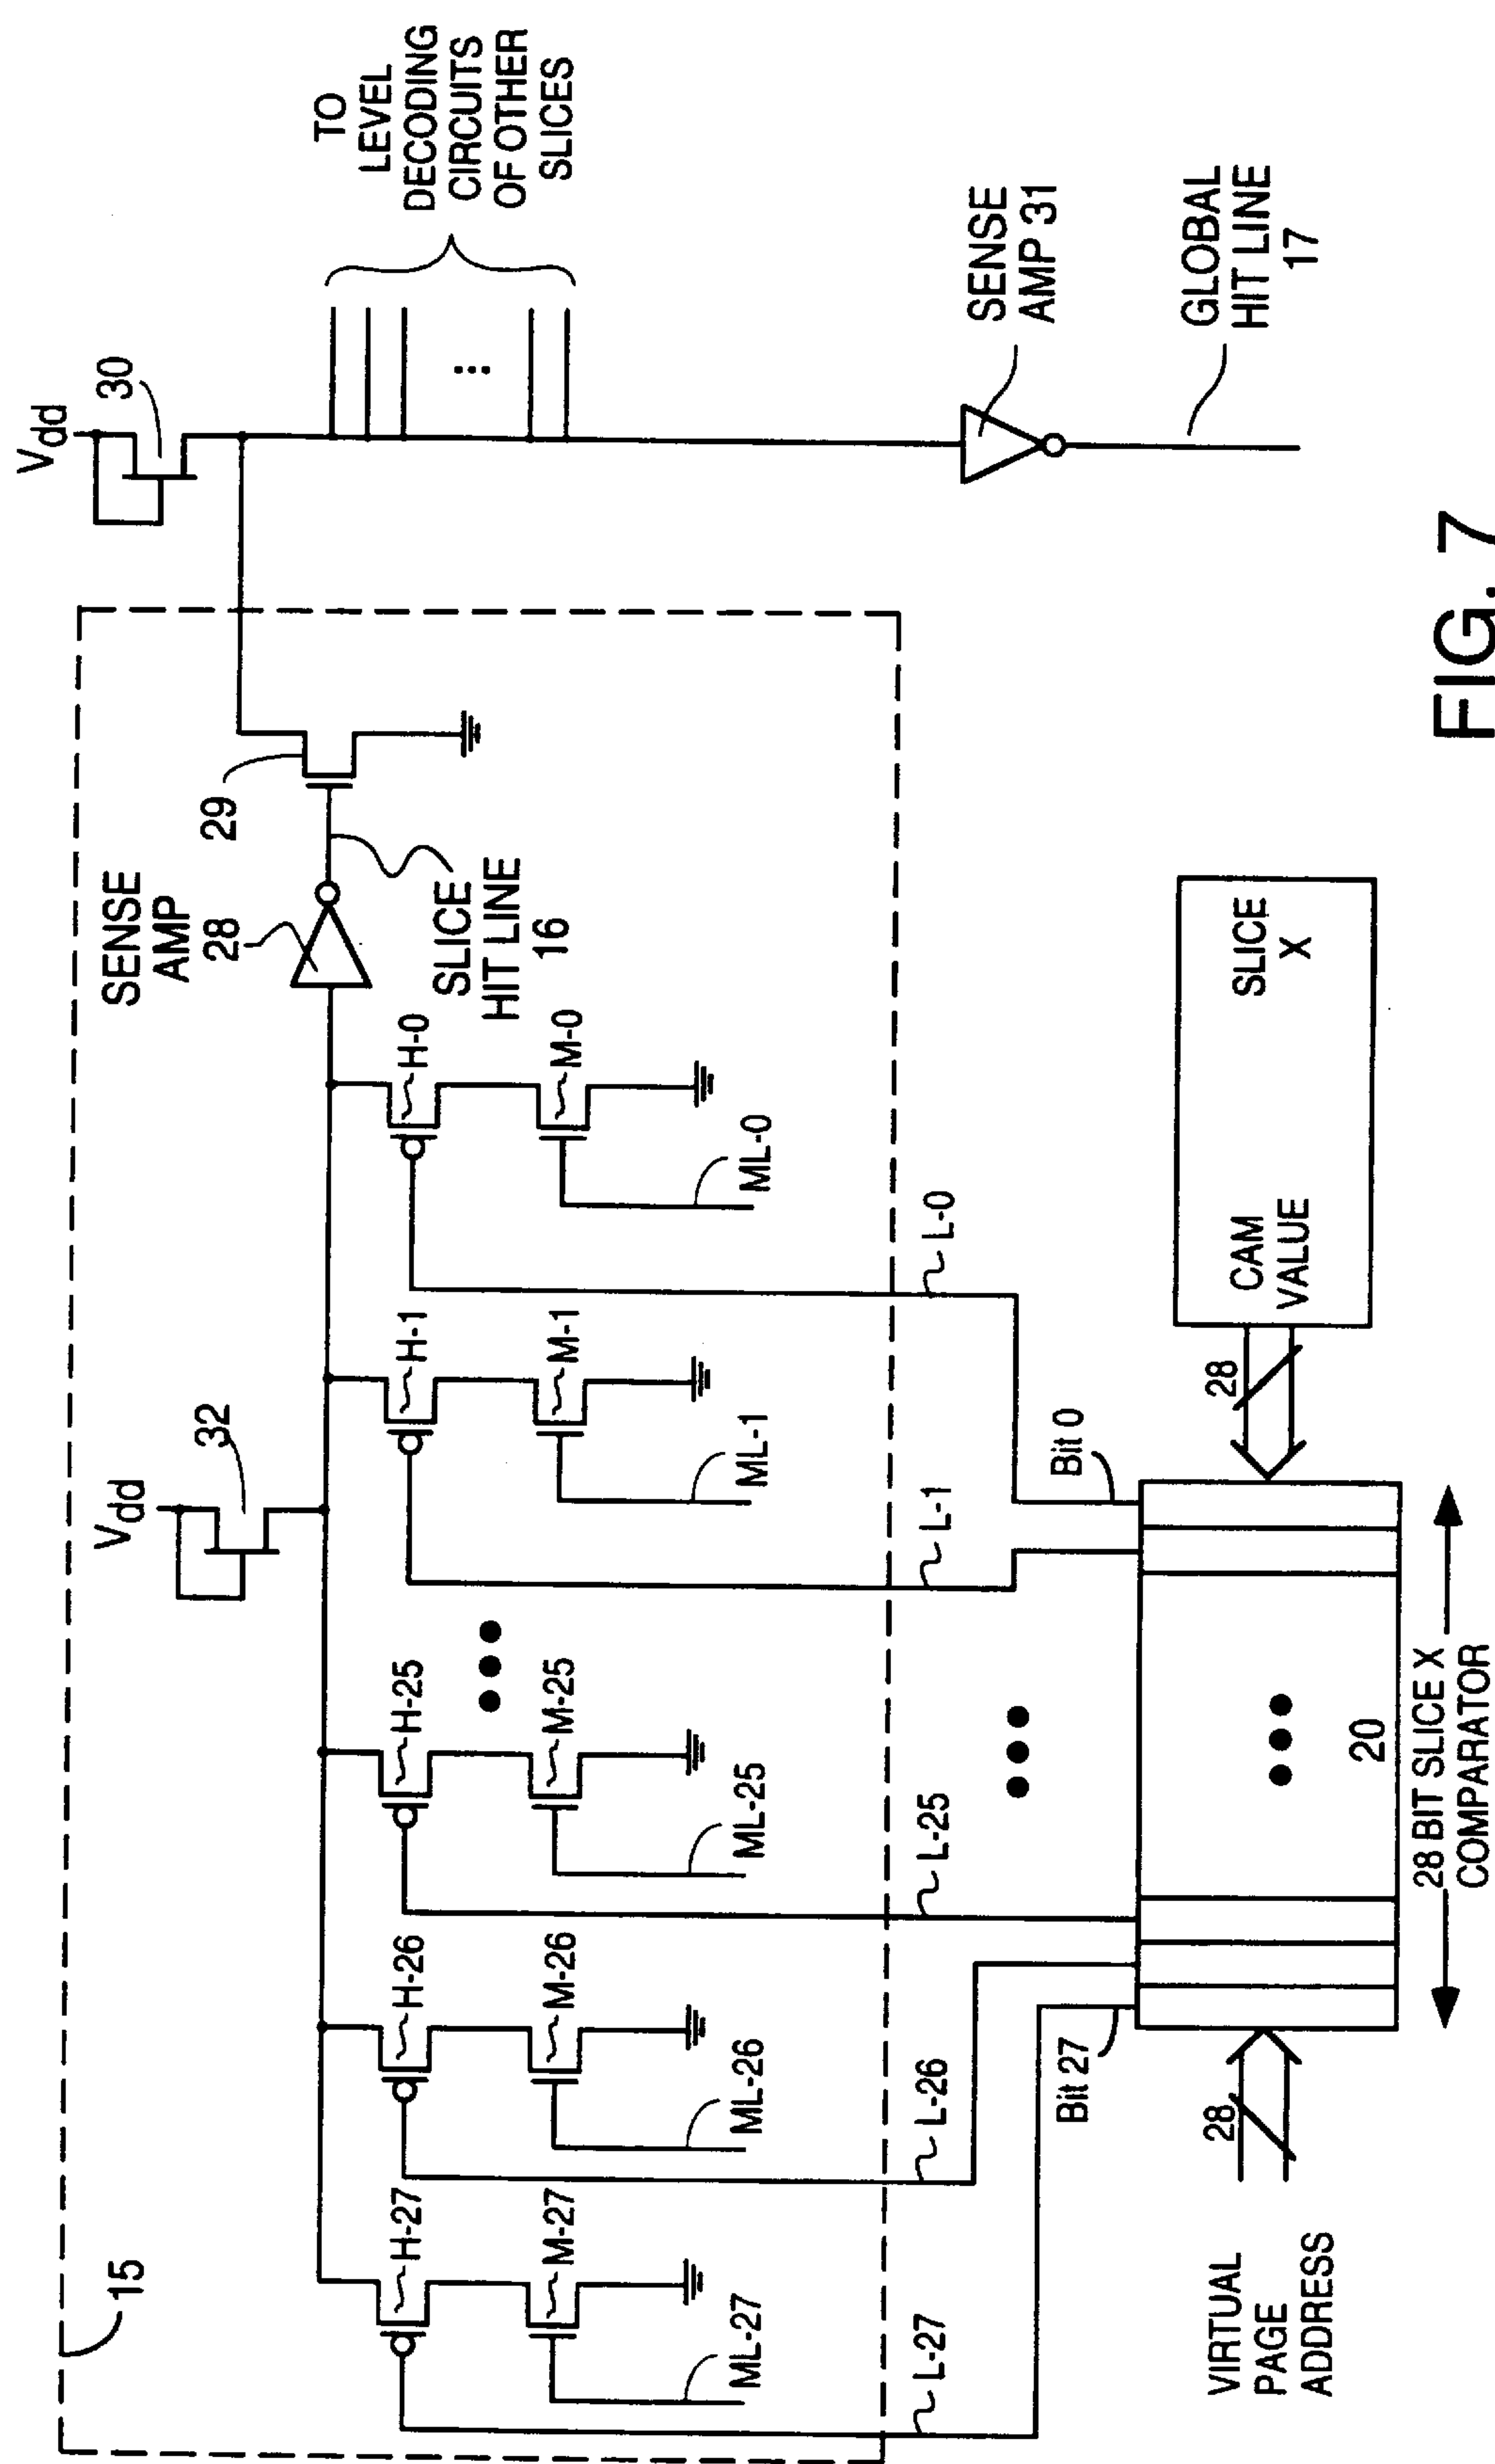 15
Vdd
32
SENSE
AMP
28
29
Vdd
30
TO
LEVEL
DECODING
CIRCUITS
OF OTHER
SLICES
SLICE
HIT LINE
16
H-27
H-26
H-25
H-1
H-0
M-27
M-26
M-25
M-1
M-0
ML-27
ML-26
ML-25
ML-1
ML-0
SENSE
AMP 31
GLOBAL
HIT LINE
17
L-27
L-26
L-25
L-1
L-0
Bit 27
Bit 0
VIRTUAL
PAGE
ADDRESS
28
20
28 BIT SLICE X
COMPARATOR
28
CAM
VALUE
SLICE
X
FIG. 7